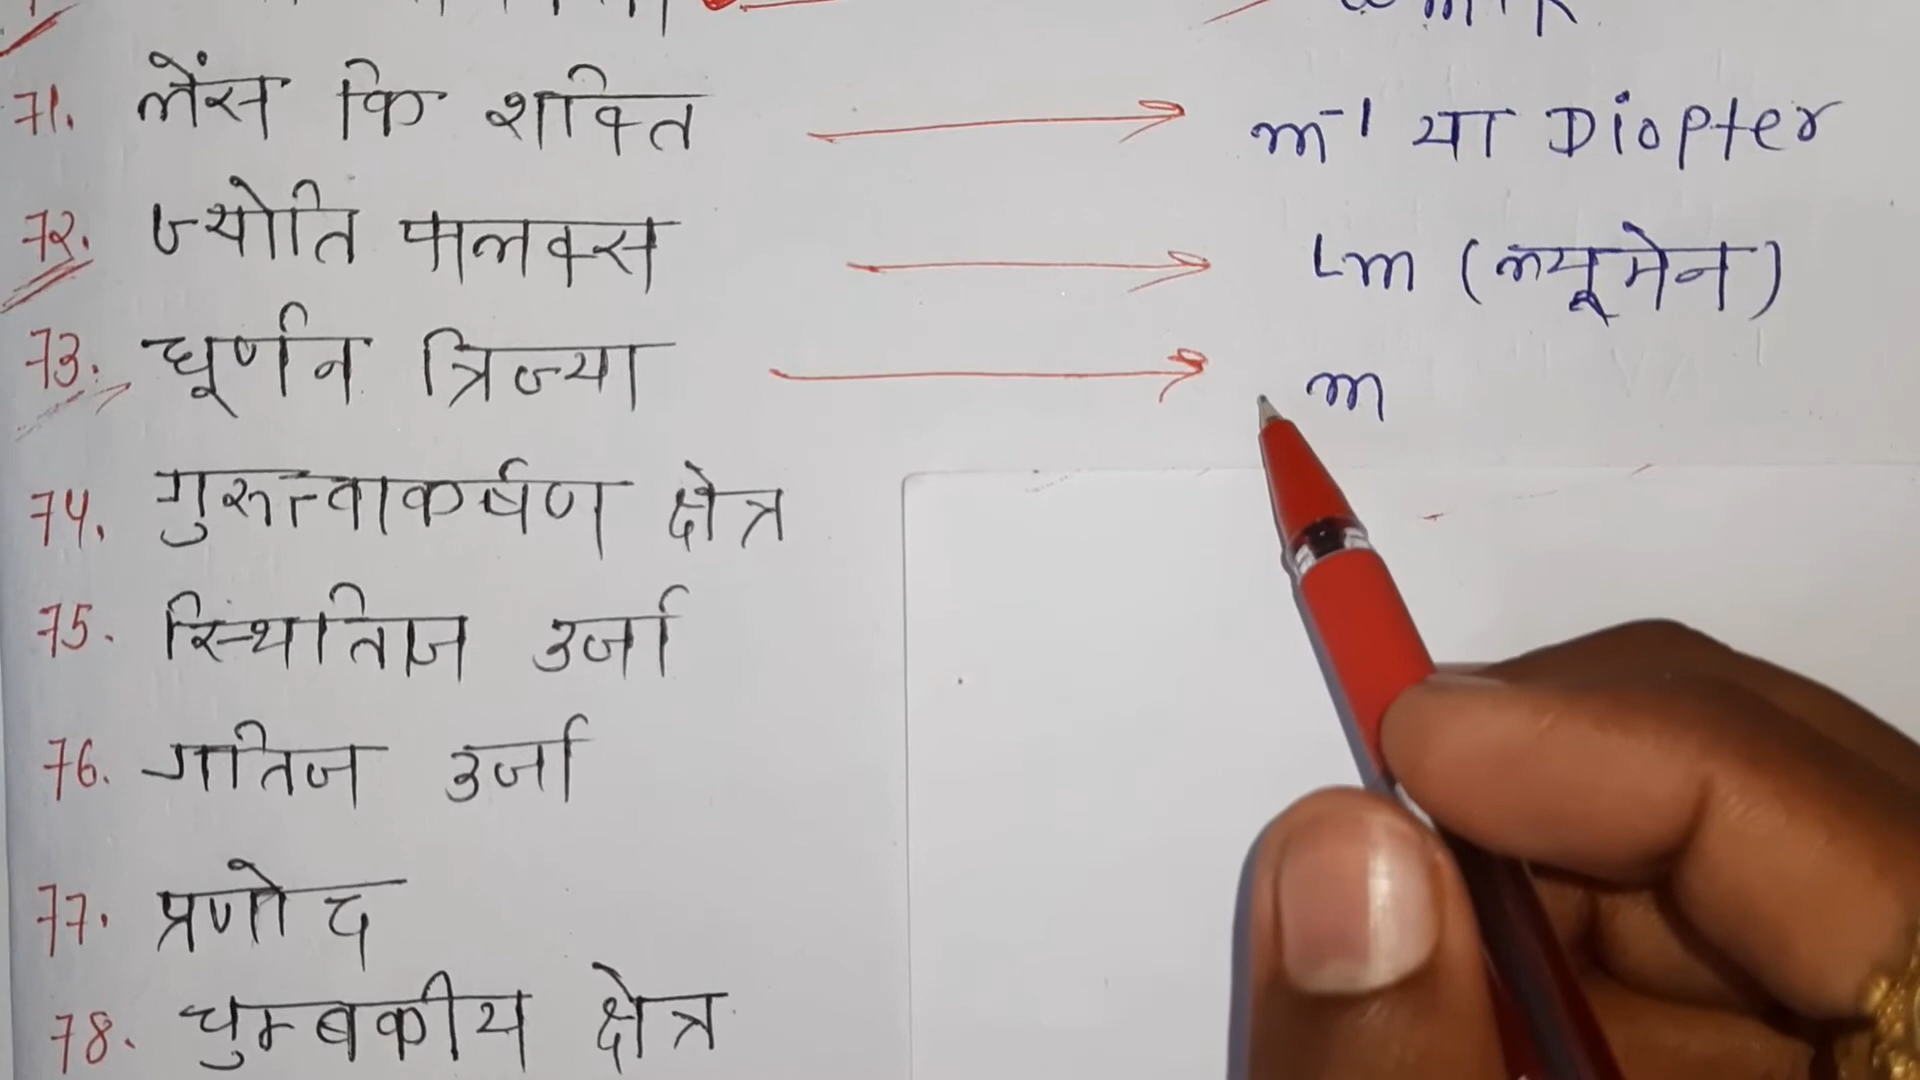 71. लेंस कि शक्ति → m⁻¹ या Diopter
72. ज्योति फलक्स → Lm (ल्यूमेन)
73. घूर्णन त्रिज्या → m
74. गुरूत्वाकर्षण क्षेत्र
75. स्थितिज उर्जा
76. गतिज उर्जा
77. प्रणोद
78. चुम्बकीय क्षेत्र